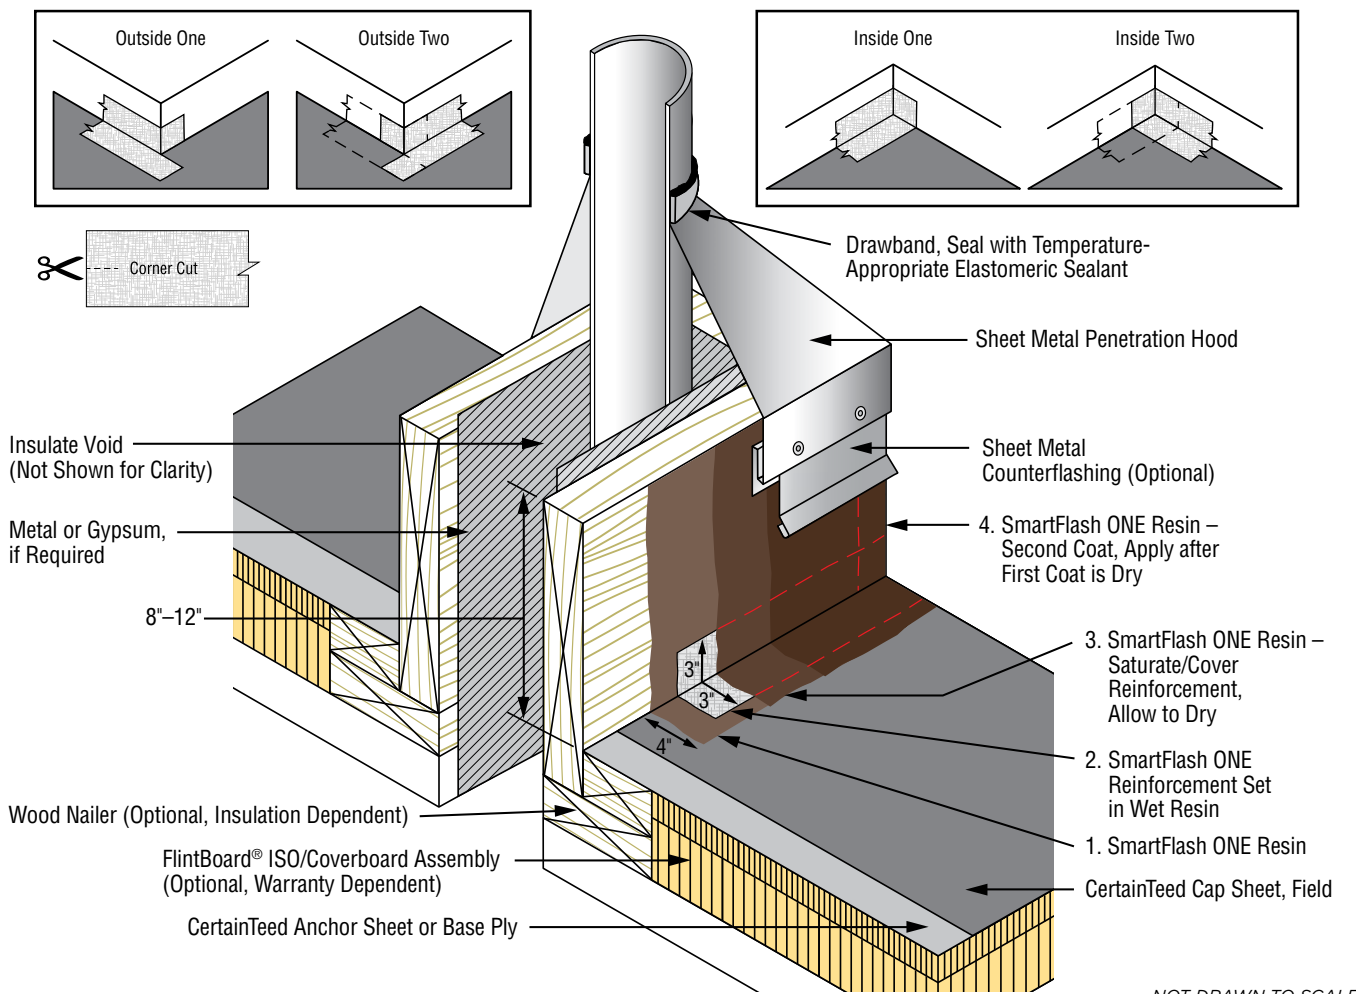 Outside One
Outside Two
Inside One
Inside Two
Corner Cut
Drawband, Seal with Temperature-
Appropriate Elastomeric Sealant
Sheet Metal Penetration Hood
Insulate Void
(Not Shown for Clarity)
Sheet Metal
Counterflashing (Optional)
Metal or Gypsum,
if Required
4. SmartFlash ONE Resin –
Second Coat, Apply after
First Coat is Dry
8"–12"
3"
3"
4"
3. SmartFlash ONE Resin –
Saturate/Cover
Reinforcement,
Allow to Dry
2. SmartFlash ONE
Reinforcement Set
in Wet Resin
Wood Nailer (Optional, Insulation Dependent)
1. SmartFlash ONE Resin
FlintBoard® ISO/Coverboard Assembly
(Optional, Warranty Dependent)
CertainTeed Cap Sheet, Field
CertainTeed Anchor Sheet or Base Ply
NOT DRAWN TO SCALE